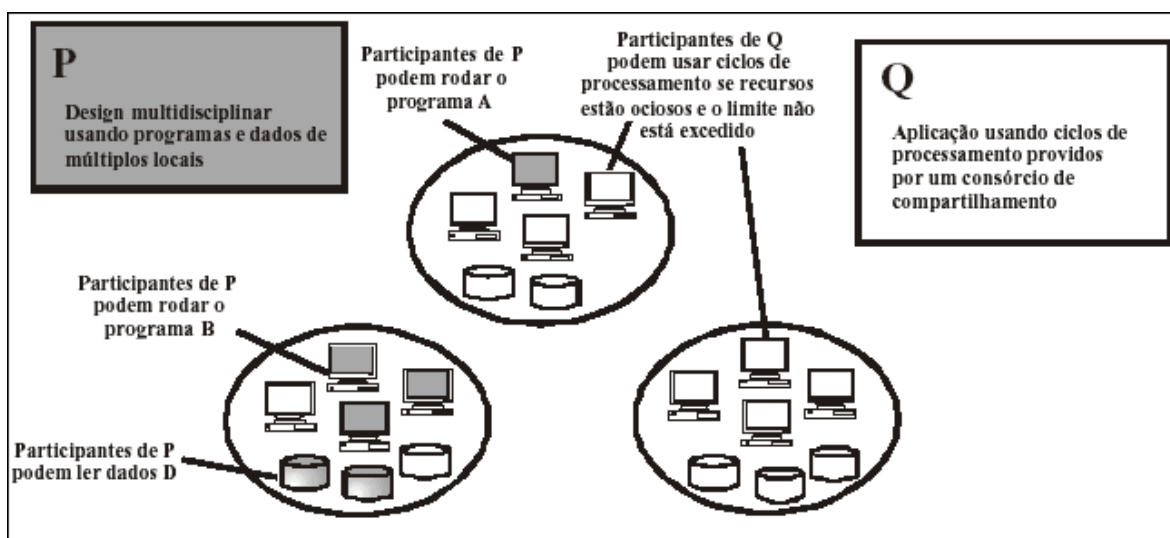 P
Design multidisciplinar
usando programas e dados de
múltiplos locais
Participantes de P
podem rodar o
programa A
Participantes de Q
podem usar ciclos de
processamento se recursos
estão ociosos e o limite não
está excedido
Q
Aplicação usando ciclos de
processamento providos
por um consórcio de
compartilhamento
Participantes de P
podem rodar o
programa B
Participantes de P
podem ler dados D